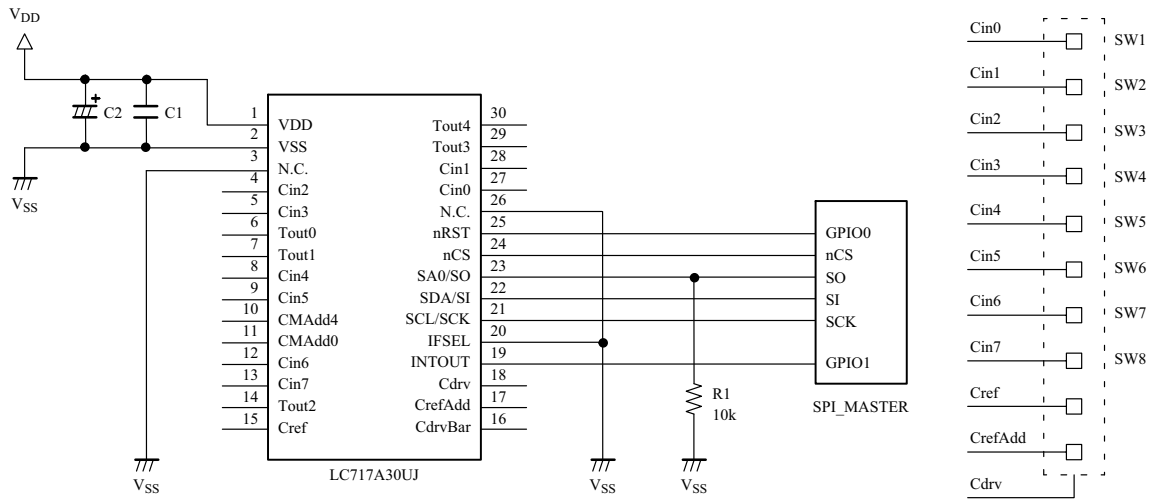 VDD
C2
C1
VSS
1
2
3
4
5
6
7
8
9
10
11
12
13
14
15
VDD
VSS
N.C.
Cin2
Cin3
Tout0
Tout1
Cin4
Cin5
CMAdd4
CMAdd0
Cin6
Cin7
Tout2
Cref
Tout4
Tout3
Cin1
Cin0
N.C.
nRST
nCS
SA0/SO
SDA/SI
SCL/SCK
IFSEL
INTOUT
Cdrv
CrefAdd
CdrvBar
30
29
28
27
26
25
24
23
22
21
20
19
18
17
16
LC717A30UJ
VSS
VSS
R1
10k
VSS
GPIO0
nCS
SO
SI
SCK
GPIO1
SPI_MASTER
Cin0
SW1
Cin1
SW2
Cin2
SW3
Cin3
SW4
Cin4
SW5
Cin5
SW6
Cin6
SW7
Cin7
SW8
Cref
CrefAdd
Cdrv